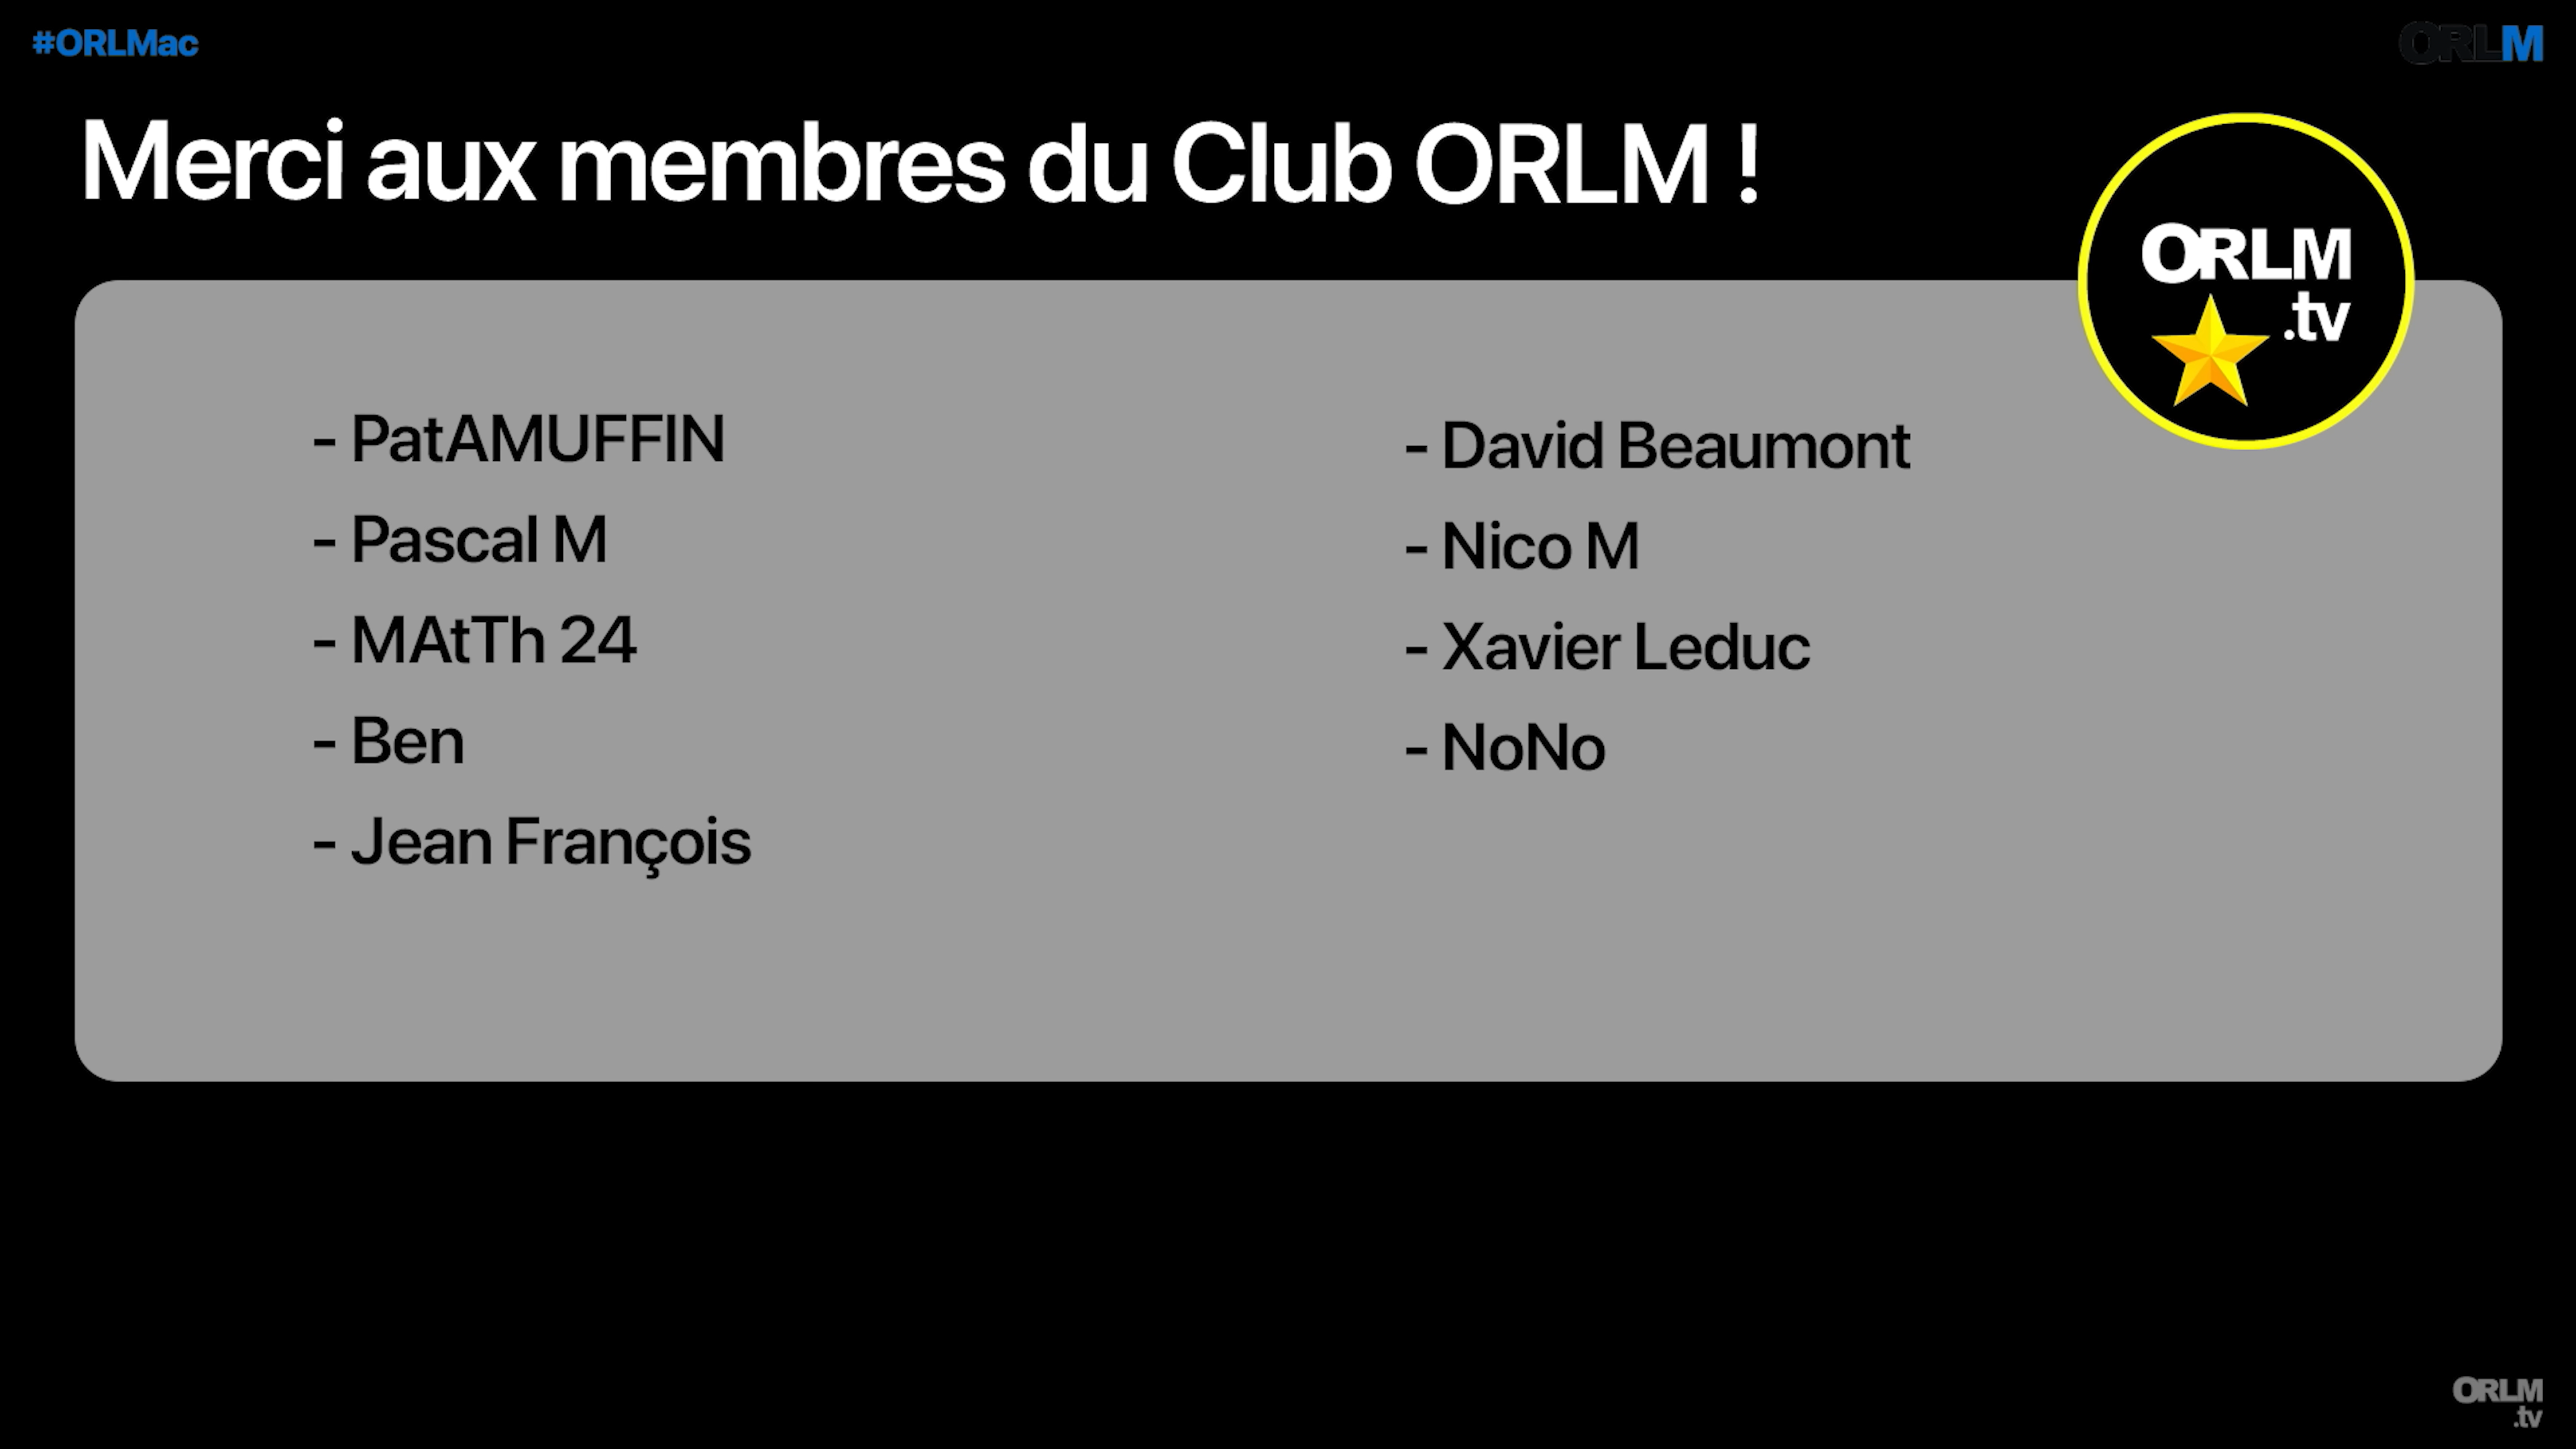 #ORLMac
ORLM
Merci aux membres du Club ORLM !
ORLM
.tv
- PatAMUFFIN
- Pascal M
- MAtTh 24
- Ben
- Jean François
- David Beaumont
- Nico M
- Xavier Leduc
- NoNo
ORLM
.tv